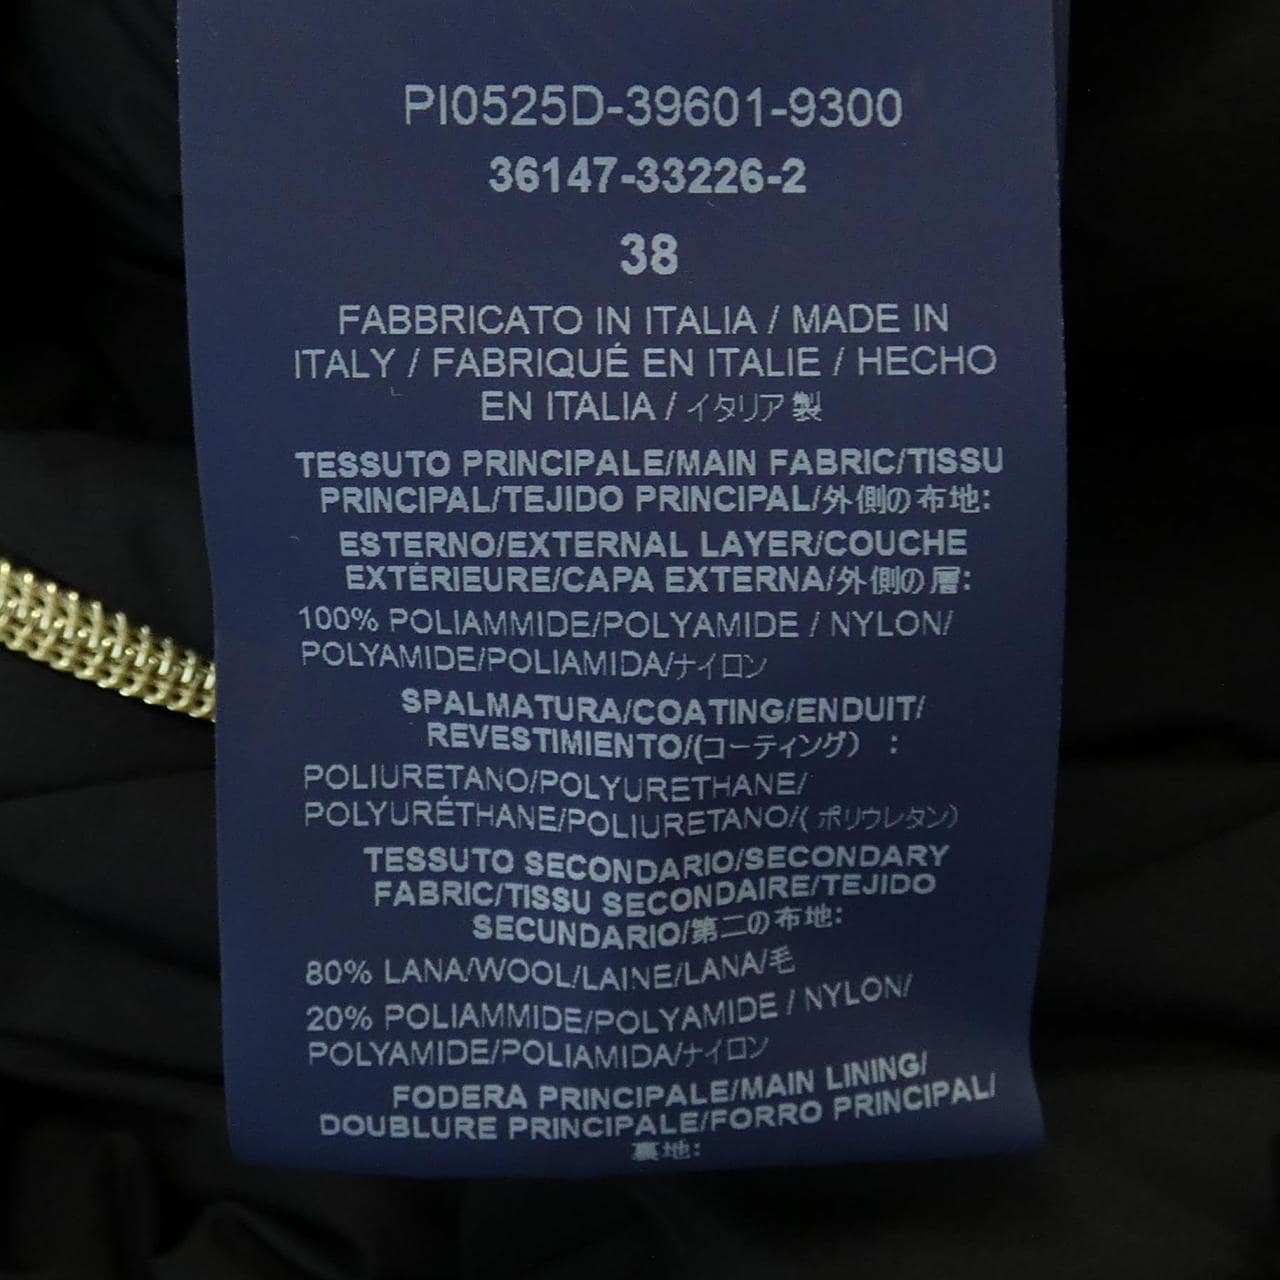 PI0525D-39601-9300
36147-33226-2
38
FABBRICATO IN ITALIA / MADE IN
ITALY / FABRIQUÉ EN ITALIE / HECHO
EN ITALIA / イタリア製
TESSUTO PRINCIPALE/MAIN FABRIC/TISSU
PRINCIPAL/TEJIDO PRINCIPAL/外側の布地:
ESTERNO/EXTERNAL LAYER/COUCHE
EXTÉRIEURE/CAPA EXTERNA/外側の層:
100% POLIAMMIDE/POLYAMIDE / NYLON/
POLYAMIDE/POLIAMIDA/ナイロン
SPALMATURA/COATING/ENDUIT/
REVESTIMIENTO/(コーティング) :
POLIURETANO/POLYURETHANE/
POLYURÉTHANE/POLIURETANO/(ポリウレタン)
TESSUTO SECONDARIO/SECONDARY
FABRIC/TISSU SECONDAIRE/TEJIDO
SECUNDARIO/第二の布地:
80% LANA/WOOL/LAINE/LANA/毛
20% POLIAMMIDE/POLYAMIDE / NYLON/
POLYAMIDE/POLIAMIDA/ナイロン
FODERA PRINCIPALE/MAIN LINING/
DOUBLURE PRINCIPALE/FORRO PRINCIPAL/
裏地: